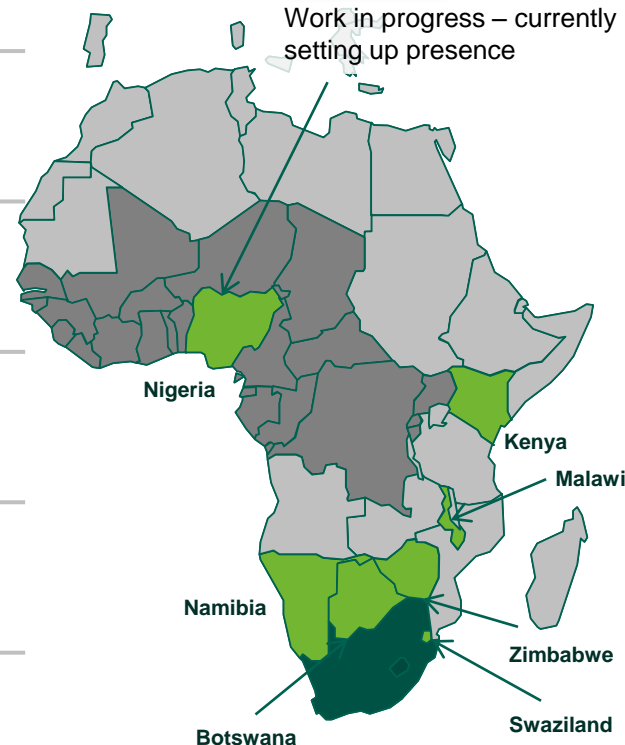 Work in progress – currently
setting up presence
Nigeria
Kenya
Malawi
Namibia
Zimbabwe
Swaziland
Botswana